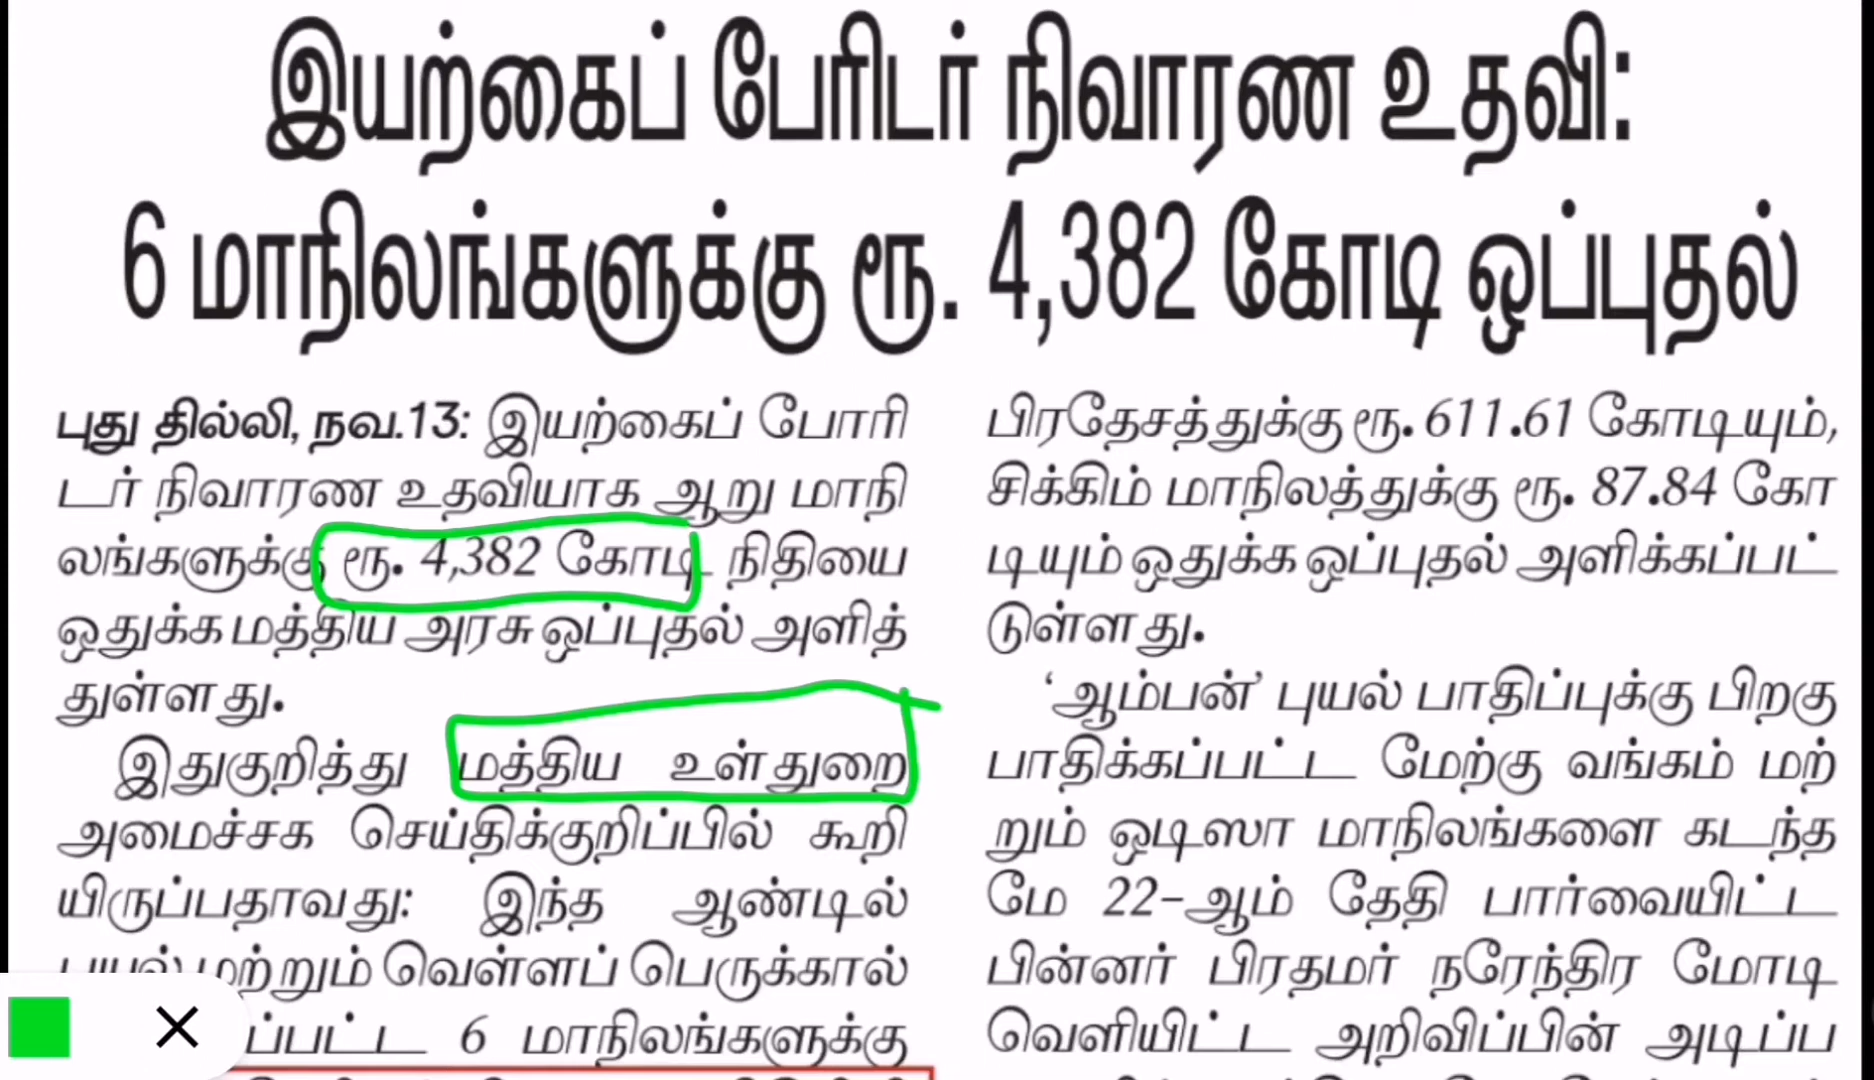 இயற்கைப் பேரிடர் நிவாரண உதவி:
6 மாநிலங்களுக்கு ரூ. 4,382 கோடி ஒப்புதல்
புது தில்லி, நவ.13: இயற்கைப் போரி
டர் நிவாரண உதவியாக ஆறு மாநி
லங்களுக்கு ரூ. 4,382 கோடி நிதியை
ஒதுக்க மத்திய அரசு ஒப்புதல் அளித்
துள்ளது.
இதுகுறித்து மத்திய உள்துறை
அமைச்சக செய்திக்குறிப்பில் கூறி
யிருப்பதாவது: இந்த ஆண்டில்
புயல் மற்றும் வெள்ளப் பெருக்கால்
ப்பட்ட 6 மாநிலங்களுக்கு
பிரதேசத்துக்கு ரூ. 611.61 கோடியும்,
சிக்கிம் மாநிலத்துக்கு ரூ. 87.84 கோ
டியும் ஒதுக்க ஒப்புதல் அளிக்கப்பட்
டுள்ளது.
‘ஆம்பன்’ புயல் பாதிப்புக்கு பிறகு
பாதிக்கப்பட்ட மேற்கு வங்கம் மற்
றும் ஒடிஸா மாநிலங்களை கடந்த
மே 22-ஆம் தேதி பார்வையிட்ட
பின்னர் பிரதமர் நரேந்திர மோடி
வெளியிட்ட அறிவிப்பின் அடிப்ப